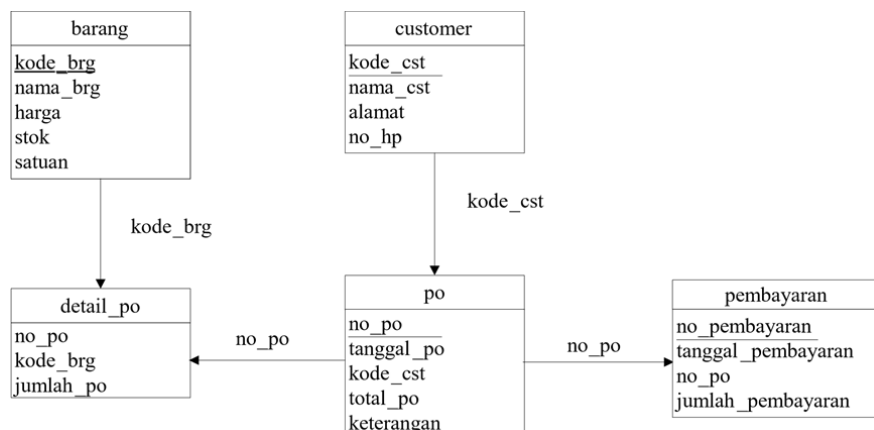 barang
kode_brg
nama_brg
harga
stok
satuan
customer
kode_cst
nama_cst
alamat
no_hp
kode_brg
kode_cst
detail_po
no_po
kode_brg
jumlah_po
no_po
po
no_po
tanggal_po
kode_cst
total_po
keterangan
no_po
pembayaran
no_pembayaran
tanggal_pembayaran
no_po
jumlah_pembayaran